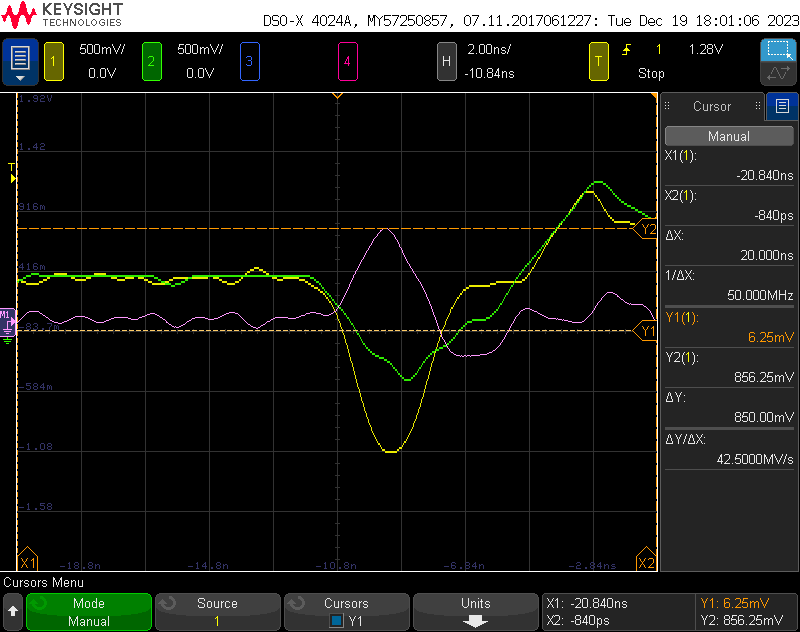 KEYSIGHT
TECHNOLOGIES
DSO-X 4024A, MY57250857, 07.11.2017061227: Tue Dec 19 18:01:06 2023
1 500mV/ 2 500mV/ 3 4 H 2.00ns/ T 1 1.28V
0.0V 0.0V -10.84ns Stop
1.92V
Cursor
Manual
1.42
X1(1):
T
-20.840ns
X2(1):
916m
-840ps
Y2
ΔX:
20.000ns
416m
1/ΔX:
50.000MHz
M1
Y1(1):
-83.7m
Y1
6.25mV
Y2(1):
856.25mV
-584m
ΔY:
850.00mV
ΔY/ΔX:
-1.08
42.5000MV/s
-1.58
X1 -18.8n -14.8n -10.8n -6.84n -2.84ns X2
Cursors Menu
Mode Source Cursors Units X1: -20.840ns Y1: 6.25mV
Manual 1 Y1 X2: -840ps Y2: 856.25mV